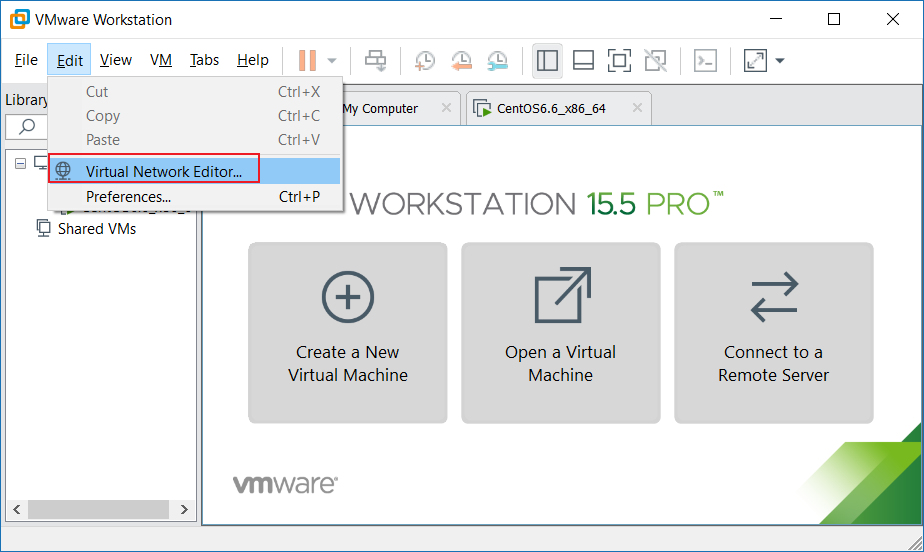 VMware Workstation
File Edit View VM Tabs Help
Library
Cut Ctrl+X
Copy Ctrl+C
Paste Ctrl+V
Virtual Network Editor...
Preferences... Ctrl+P
My Computer
CentOS6.6_x86_64
Shared VMs
WORKSTATION 15.5 PRO™
Create a New
Virtual Machine
Open a Virtual
Machine
Connect to a
Remote Server
vmware®